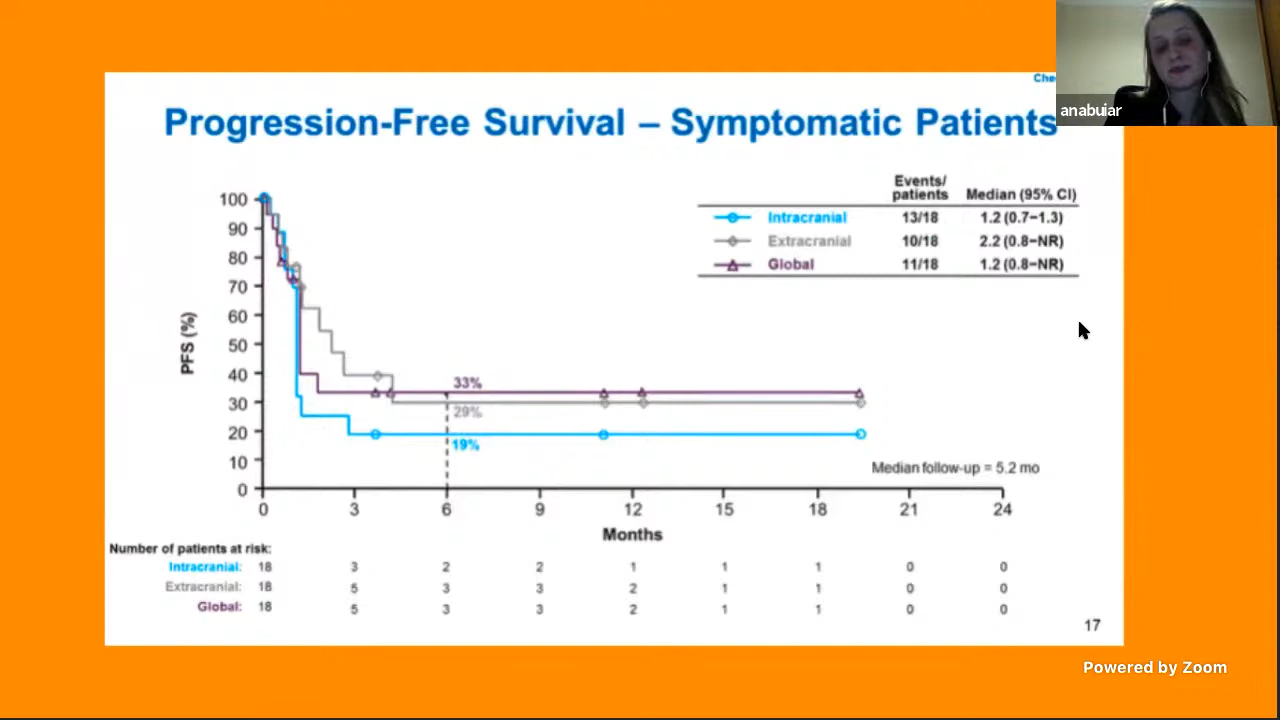 Che
anabuiar
Progression-Free Survival – Symptomatic Patients
Events/
patients Median (95% CI)
Intracranial 13/18 1.2 (0.7–1.3)
Extracranial 10/18 2.2 (0.8–NR)
Global 11/18 1.2 (0.8–NR)
PFS (%)
100
90
80
70
60
50
40
30
20
10
0
33%
29%
19%
Median follow-up = 5.2 mo
0 3 6 9 12 15 18 21 24
Months
Number of patients at risk:
Intracranial: 18 3 2 2 1 1 1 0 0
Extracranial: 18 5 3 3 2 1 1 0 0
Global: 18 5 3 3 2 1 1 0 0
17
Powered by Zoom